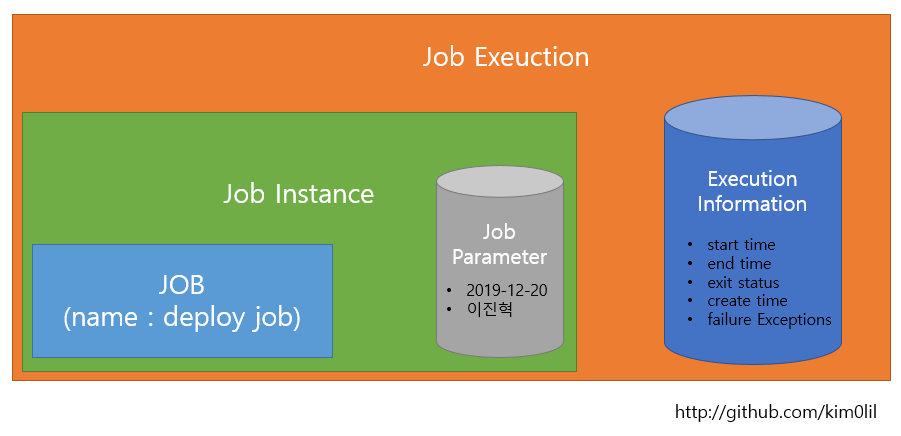 Job Exeuction
Job Instance
JOB
(name : deploy job)
Job
Parameter
• 2019-12-20
• 이진혁
Execution
Information
• start time
• end time
• exit status
• create time
• failure Exceptions
http://github.com/kim0lil